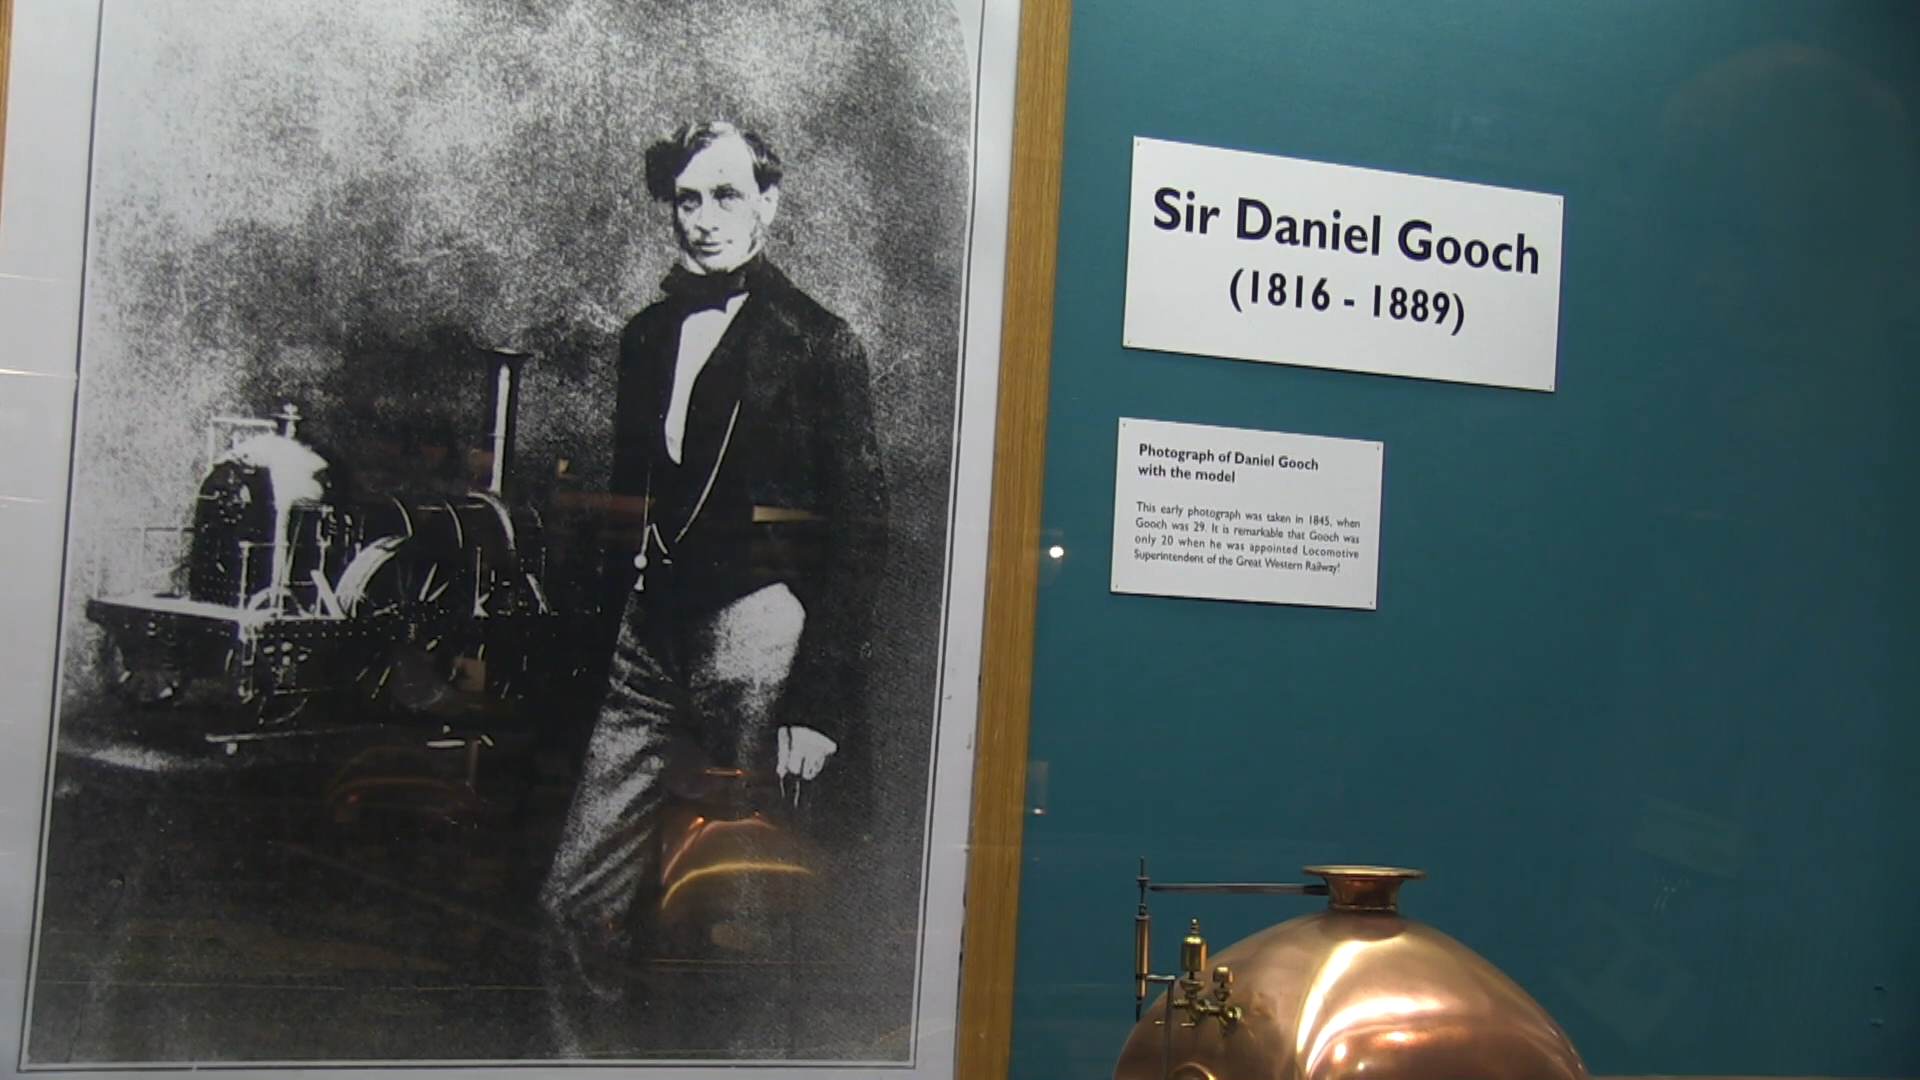 Sir Daniel Gooch
(1816 - 1889)
Photograph of Daniel Gooch
with the model
This early photograph was taken in 1845, when
Gooch was 29. It is remarkable that Gooch was
only 20 when he was appointed Locomotive
Superintendent of the Great Western Railway!